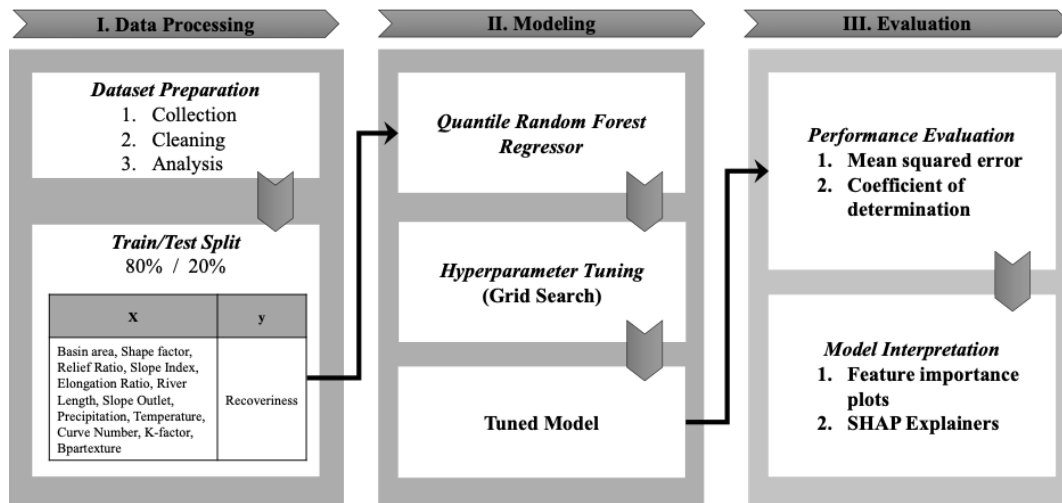 I. Data Processing
Dataset Preparation
1. Collection
2. Cleaning
3. Analysis
Train/Test Split
80% / 20%
X
y
Basin area, Shape factor,
Relief Ratio, Slope Index,
Elongation Ratio, River
Length, Slope Outlet,
Precipitation, Temperature,
Curve Number, K-factor,
Bpartexture
Recoveriness
II. Modeling
Quantile Random Forest
Regressor
Hyperparameter Tuning
(Grid Search)
Tuned Model
III. Evaluation
Performance Evaluation
1. Mean squared error
2. Coefficient of
determination
Model Interpretation
1. Feature importance
plots
2. SHAP Explainers